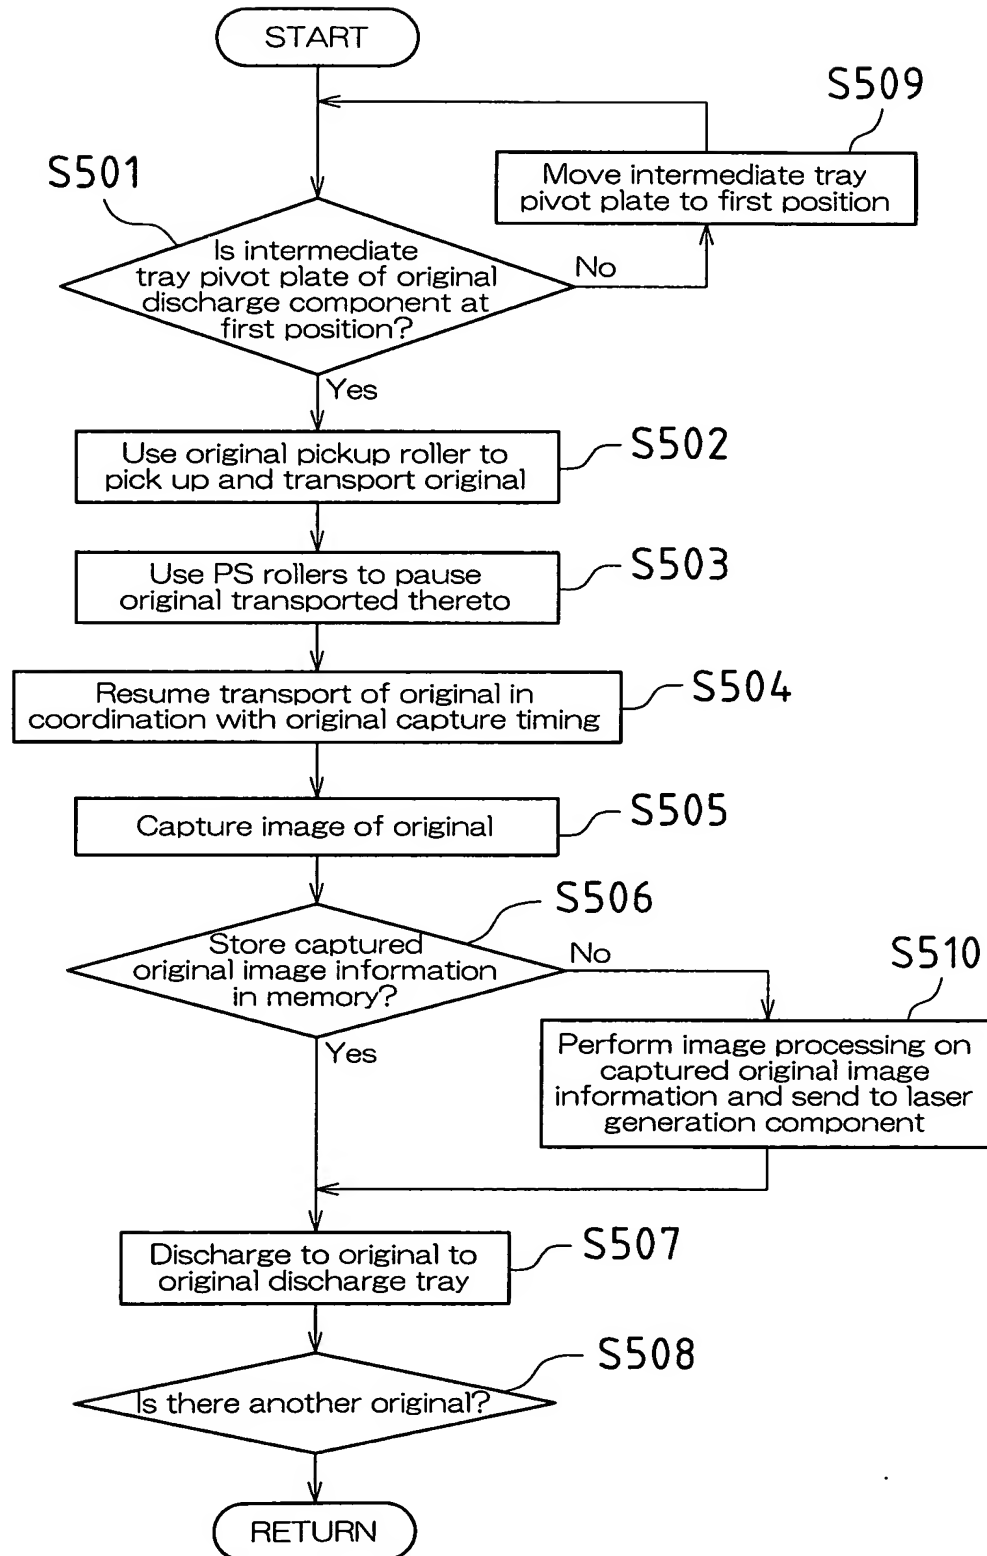 START
S509
Move intermediate tray
pivot plate to first position
S501
Is intermediate
tray pivot plate of original
discharge component at
first position?
No
Yes
Use original pickup roller to
pick up and transport original
S502
Use PS rollers to pause
original transported thereto
S503
Resume transport of original in
coordination with original capture timing
S504
Capture image of original
S505
S506
Store captured
original image information
in memory?
No
Yes
S510
Perform image processing on
captured original image
information and send to laser
generation component
Discharge to original to
original discharge tray
S507
Is there another original?
S508
RETURN